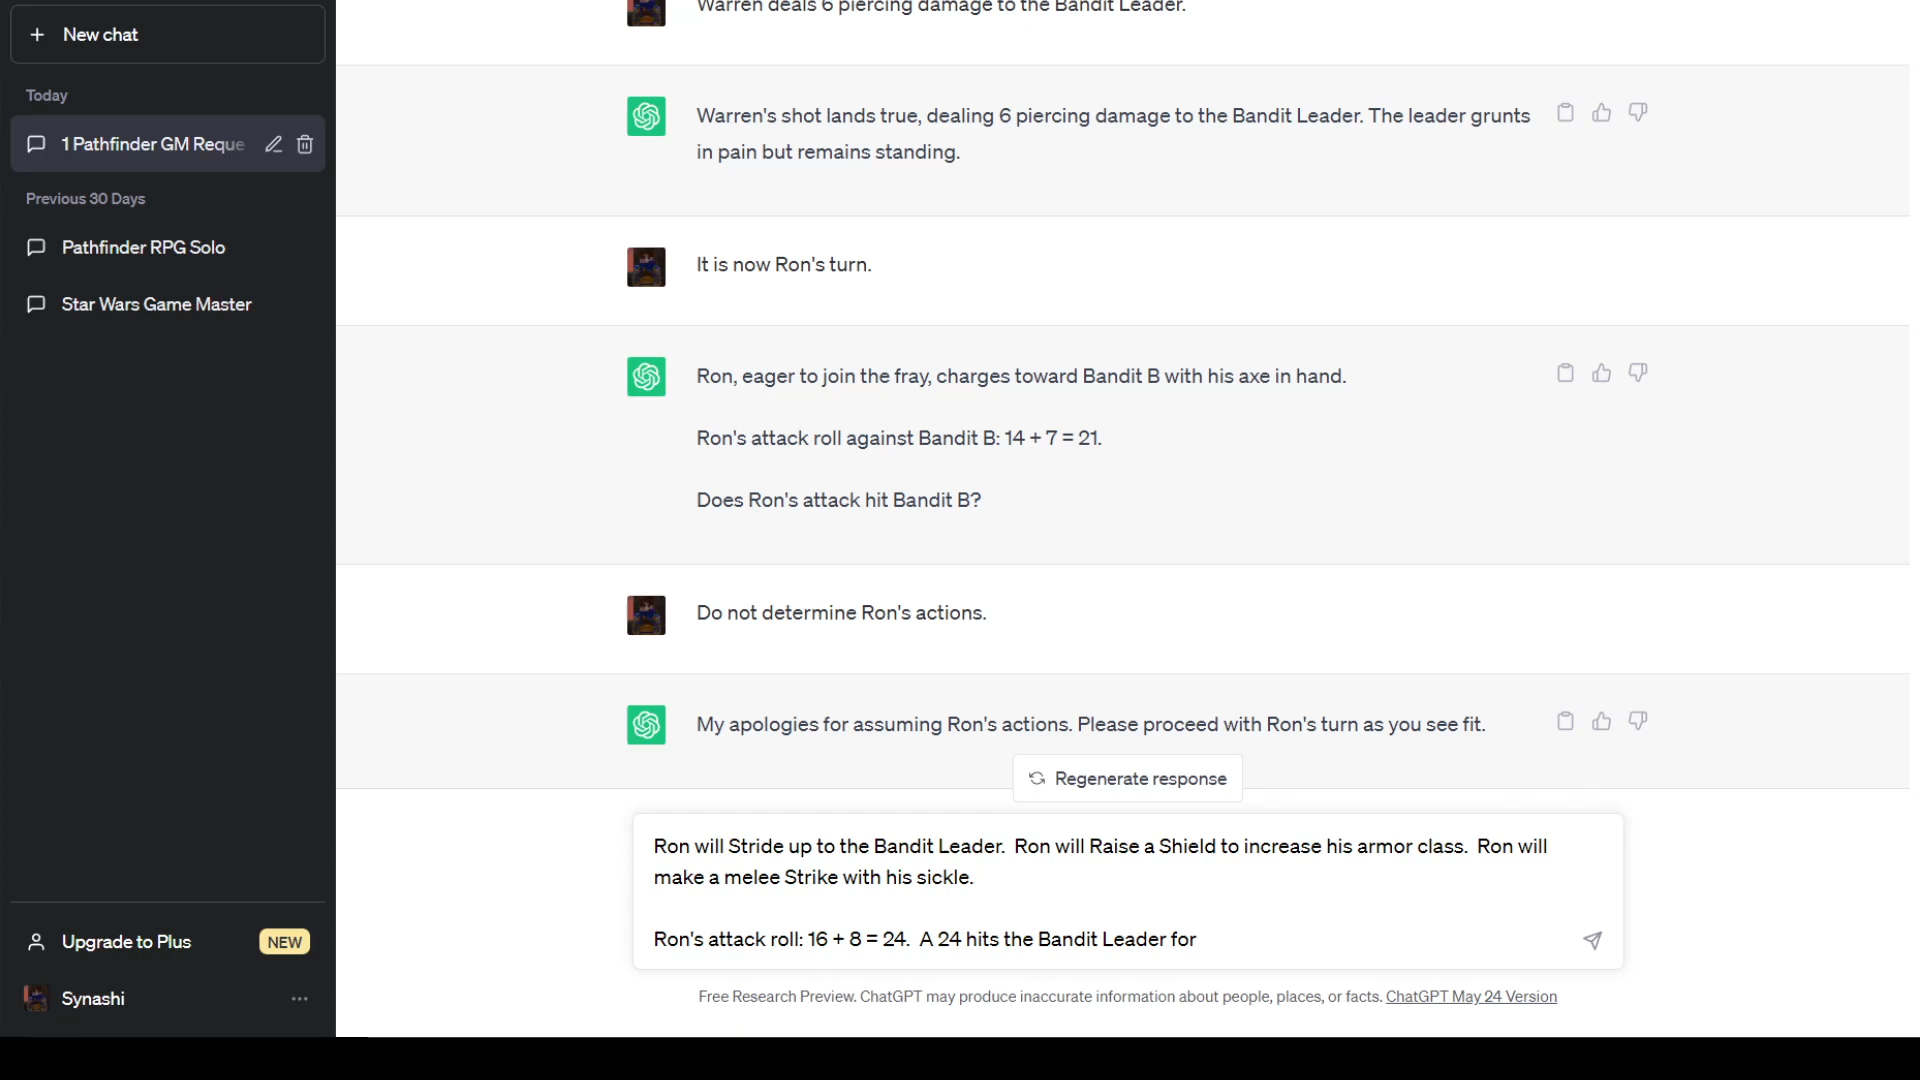 New chat
Today
1 Pathfinder GM Reque
Previous 30 Days
Pathfinder RPG Solo
Star Wars Game Master
Upgrade to Plus NEW
Synashi
Warren deals 6 piercing damage to the Bandit Leader.
Warren's shot lands true, dealing 6 piercing damage to the Bandit Leader. The leader grunts
in pain but remains standing.
It is now Ron's turn.
Ron, eager to join the fray, charges toward Bandit B with his axe in hand.
Ron's attack roll against Bandit B: 14 + 7 = 21.
Does Ron's attack hit Bandit B?
Do not determine Ron's actions.
My apologies for assuming Ron's actions. Please proceed with Ron's turn as you see fit.
Regenerate response
Ron will Stride up to the Bandit Leader.  Ron will Raise a Shield to increase his armor class.  Ron will
make a melee Strike with his sickle.
Ron's attack roll: 16 + 8 = 24.  A 24 hits the Bandit Leader for
Free Research Preview. ChatGPT may produce inaccurate information about people, places, or facts. ChatGPT May 24 Version